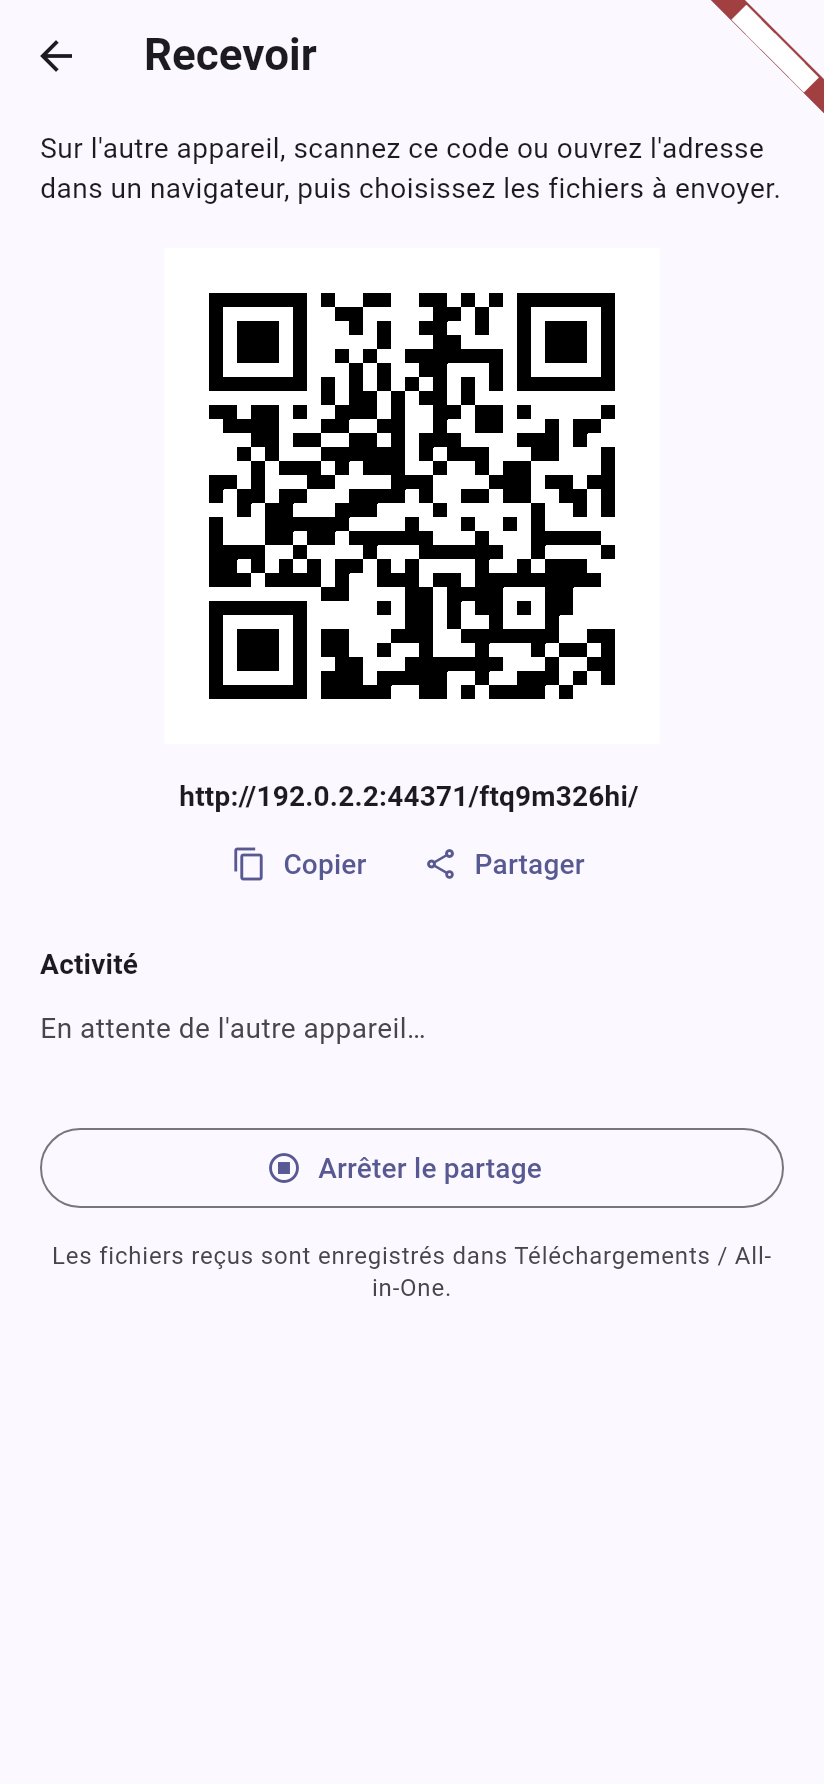 Recevoir
Sur l'autre appareil, scannez ce code ou ouvrez l'adresse
dans un navigateur, puis choisissez les fichiers à envoyer.
http://192.0.2.2:44371/ftq9m326hi/
Copier
Partager
Activité
En attente de l'autre appareil…
Arrêter le partage
Les fichiers reçus sont enregistrés dans Téléchargements / All-
in-One.